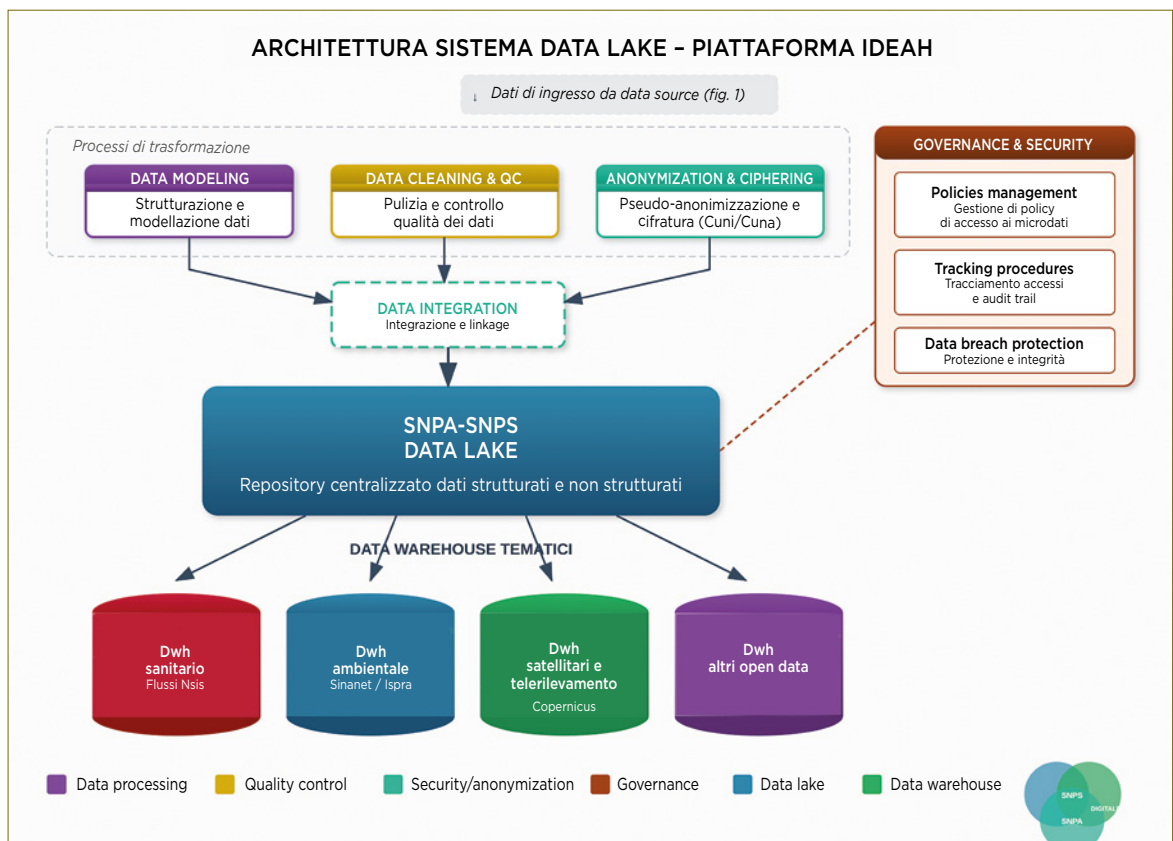 ARCHITETTURA SISTEMA DATA LAKE – PIATTAFORMA IDEAH
↓ Dati di ingresso da data source (fig. 1)
Processi di trasformazione
DATA MODELING
Strutturazione e
modellazione dati
DATA CLEANING & QC
Pulizia e controllo
qualità dei dati
ANONYMIZATION & CIPHERING
Pseudo-anonimizzazione e
cifratura (Cuni/Cuna)
GOVERNANCE & SECURITY
Policies management
Gestione di policy
di accesso ai microdati
Tracking procedures
Tracciamento accessi
e audit trail
Data breach protection
Protezione e integrità
DATA INTEGRATION
Integrazione e linkage
SNPA-SNPS
DATA LAKE
Repository centralizzato dati strutturati e non strutturati
DATA WAREHOUSE TEMATICI
Dwh
sanitario
Flussi Nsis
Dwh
ambientale
Sinanet / Ispra
Dwh
satellitari e
telerilevamento
Copernicus
Dwh
altri open data
Data processing
Quality control
Security/anonymization
Governance
Data lake
Data warehouse
SNPS
DIGITALE
SNPA